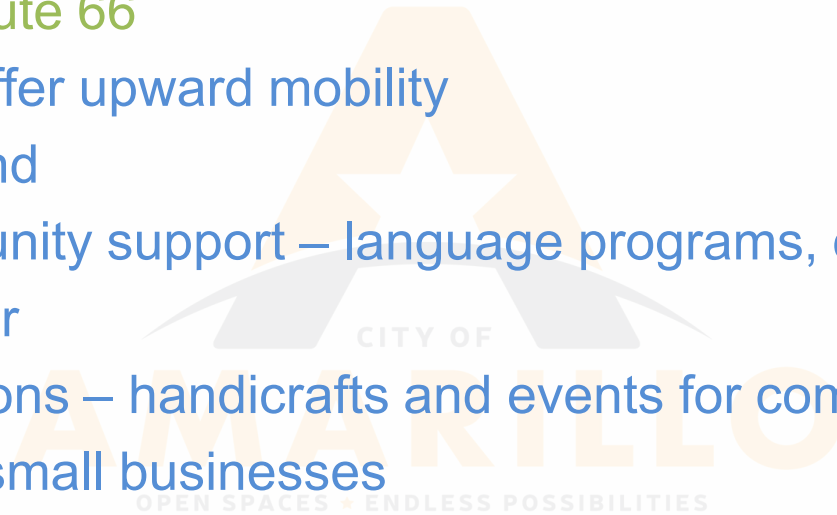 ute 66
ffer upward mobility
nd
unity support – language programs,
r
CITY OF
ons – handicrafts and events for com
AMARILLO
small businesses
OPEN SPACES ★ ENDLESS POSSIBILITIES